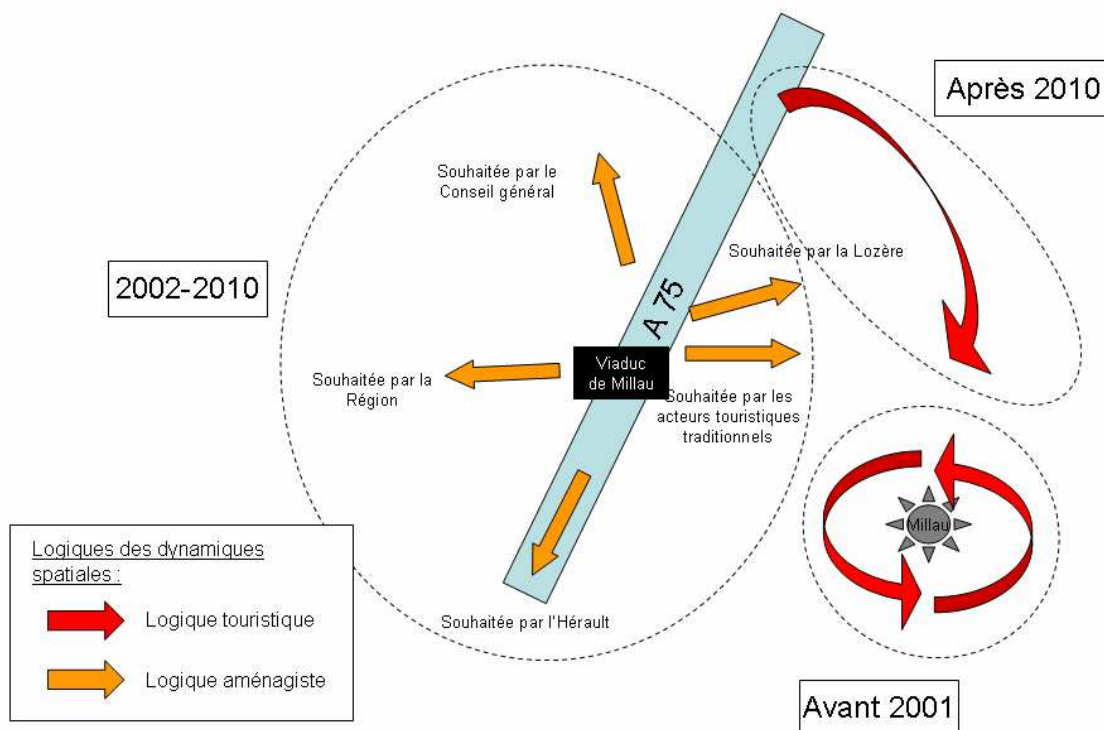 Après 2010
Souhaitée par le
Conseil général
Souhaitée par la Lozère
2002-2010
A 75
Viaduc
de Millau
Souhaitée par la
Région
Souhaitée par les
acteurs touristiques
traditionnels
Millau
Logiques des dynamiques
spatiales :
Logique touristique
Logique aménagiste
Souhaitée par l'Hérault
Avant 2001